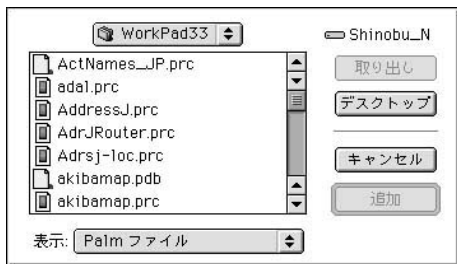 WorkPad33
Shinobu_N
ActNames_JP.prc
adal.prc
AddressJ.prc
AdrJRouter.prc
Adrsj-loc.prc
akibamap.pdb
akibamap.prc
取り出し
デスクトップ
キャンセル
追加
表示: Palm ファイル